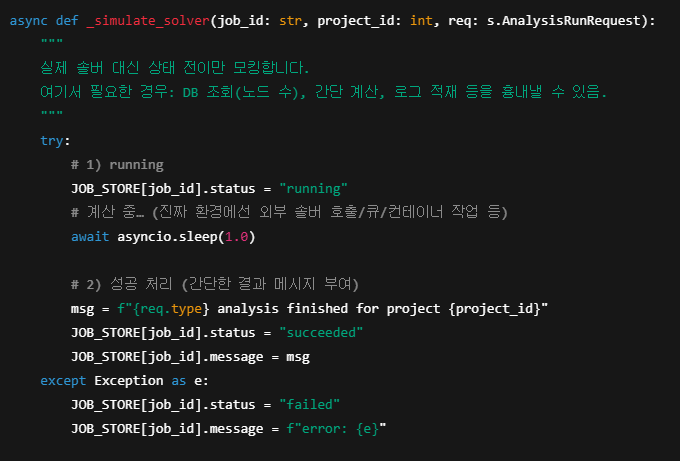 async def _simulate_solver(job_id: str, project_id: int, req: s.AnalysisRunRequest):
    """
    실제 솔버 대신 상태 전이만 모킹합니다.
    여기서 필요한 경우: DB 조회(노드 수), 간단 계산, 로그 적재 등을 흉내낼 수 있음.
    """
    try:
        # 1) running
        JOB_STORE[job_id].status = "running"
        # 계산 중… (진짜 환경에선 외부 솔버 호출/큐/컨테이너 작업 등)
        await asyncio.sleep(1.0)

        # 2) 성공 처리 (간단한 결과 메시지 부여)
        msg = f"{req.type} analysis finished for project {project_id}"
        JOB_STORE[job_id].status = "succeeded"
        JOB_STORE[job_id].message = msg
    except Exception as e:
        JOB_STORE[job_id].status = "failed"
        JOB_STORE[job_id].message = f"error: {e}"